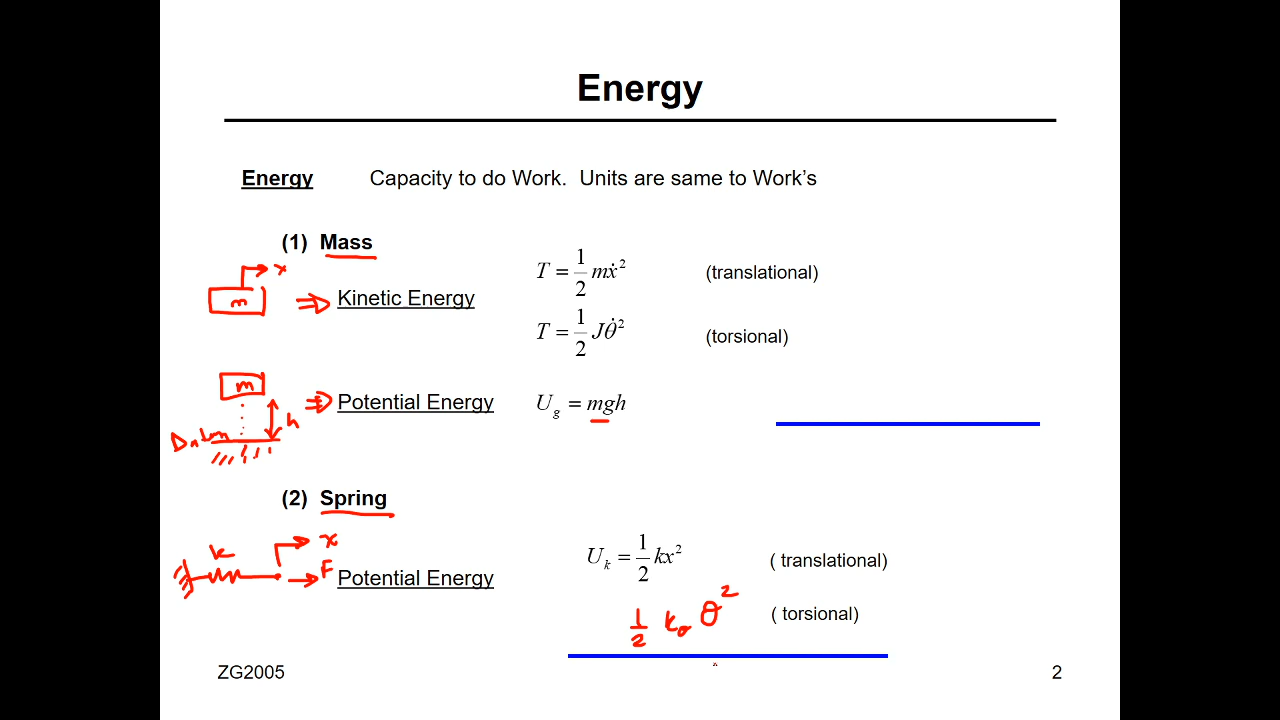 Energy
Energy Capacity to do Work. Units are same to Work's
(1) Mass
x
m
Kinetic Energy
T = 1/2 mẋ² (translational)
T = 1/2 Jθ̇² (torsional)
m
h
Datum
Potential Energy U_g = mgh
(2) Spring
k
x
F
Potential Energy
U_k = 1/2 kx² ( translational)
1/2 k_θ θ² ( torsional)
ZG2005 2